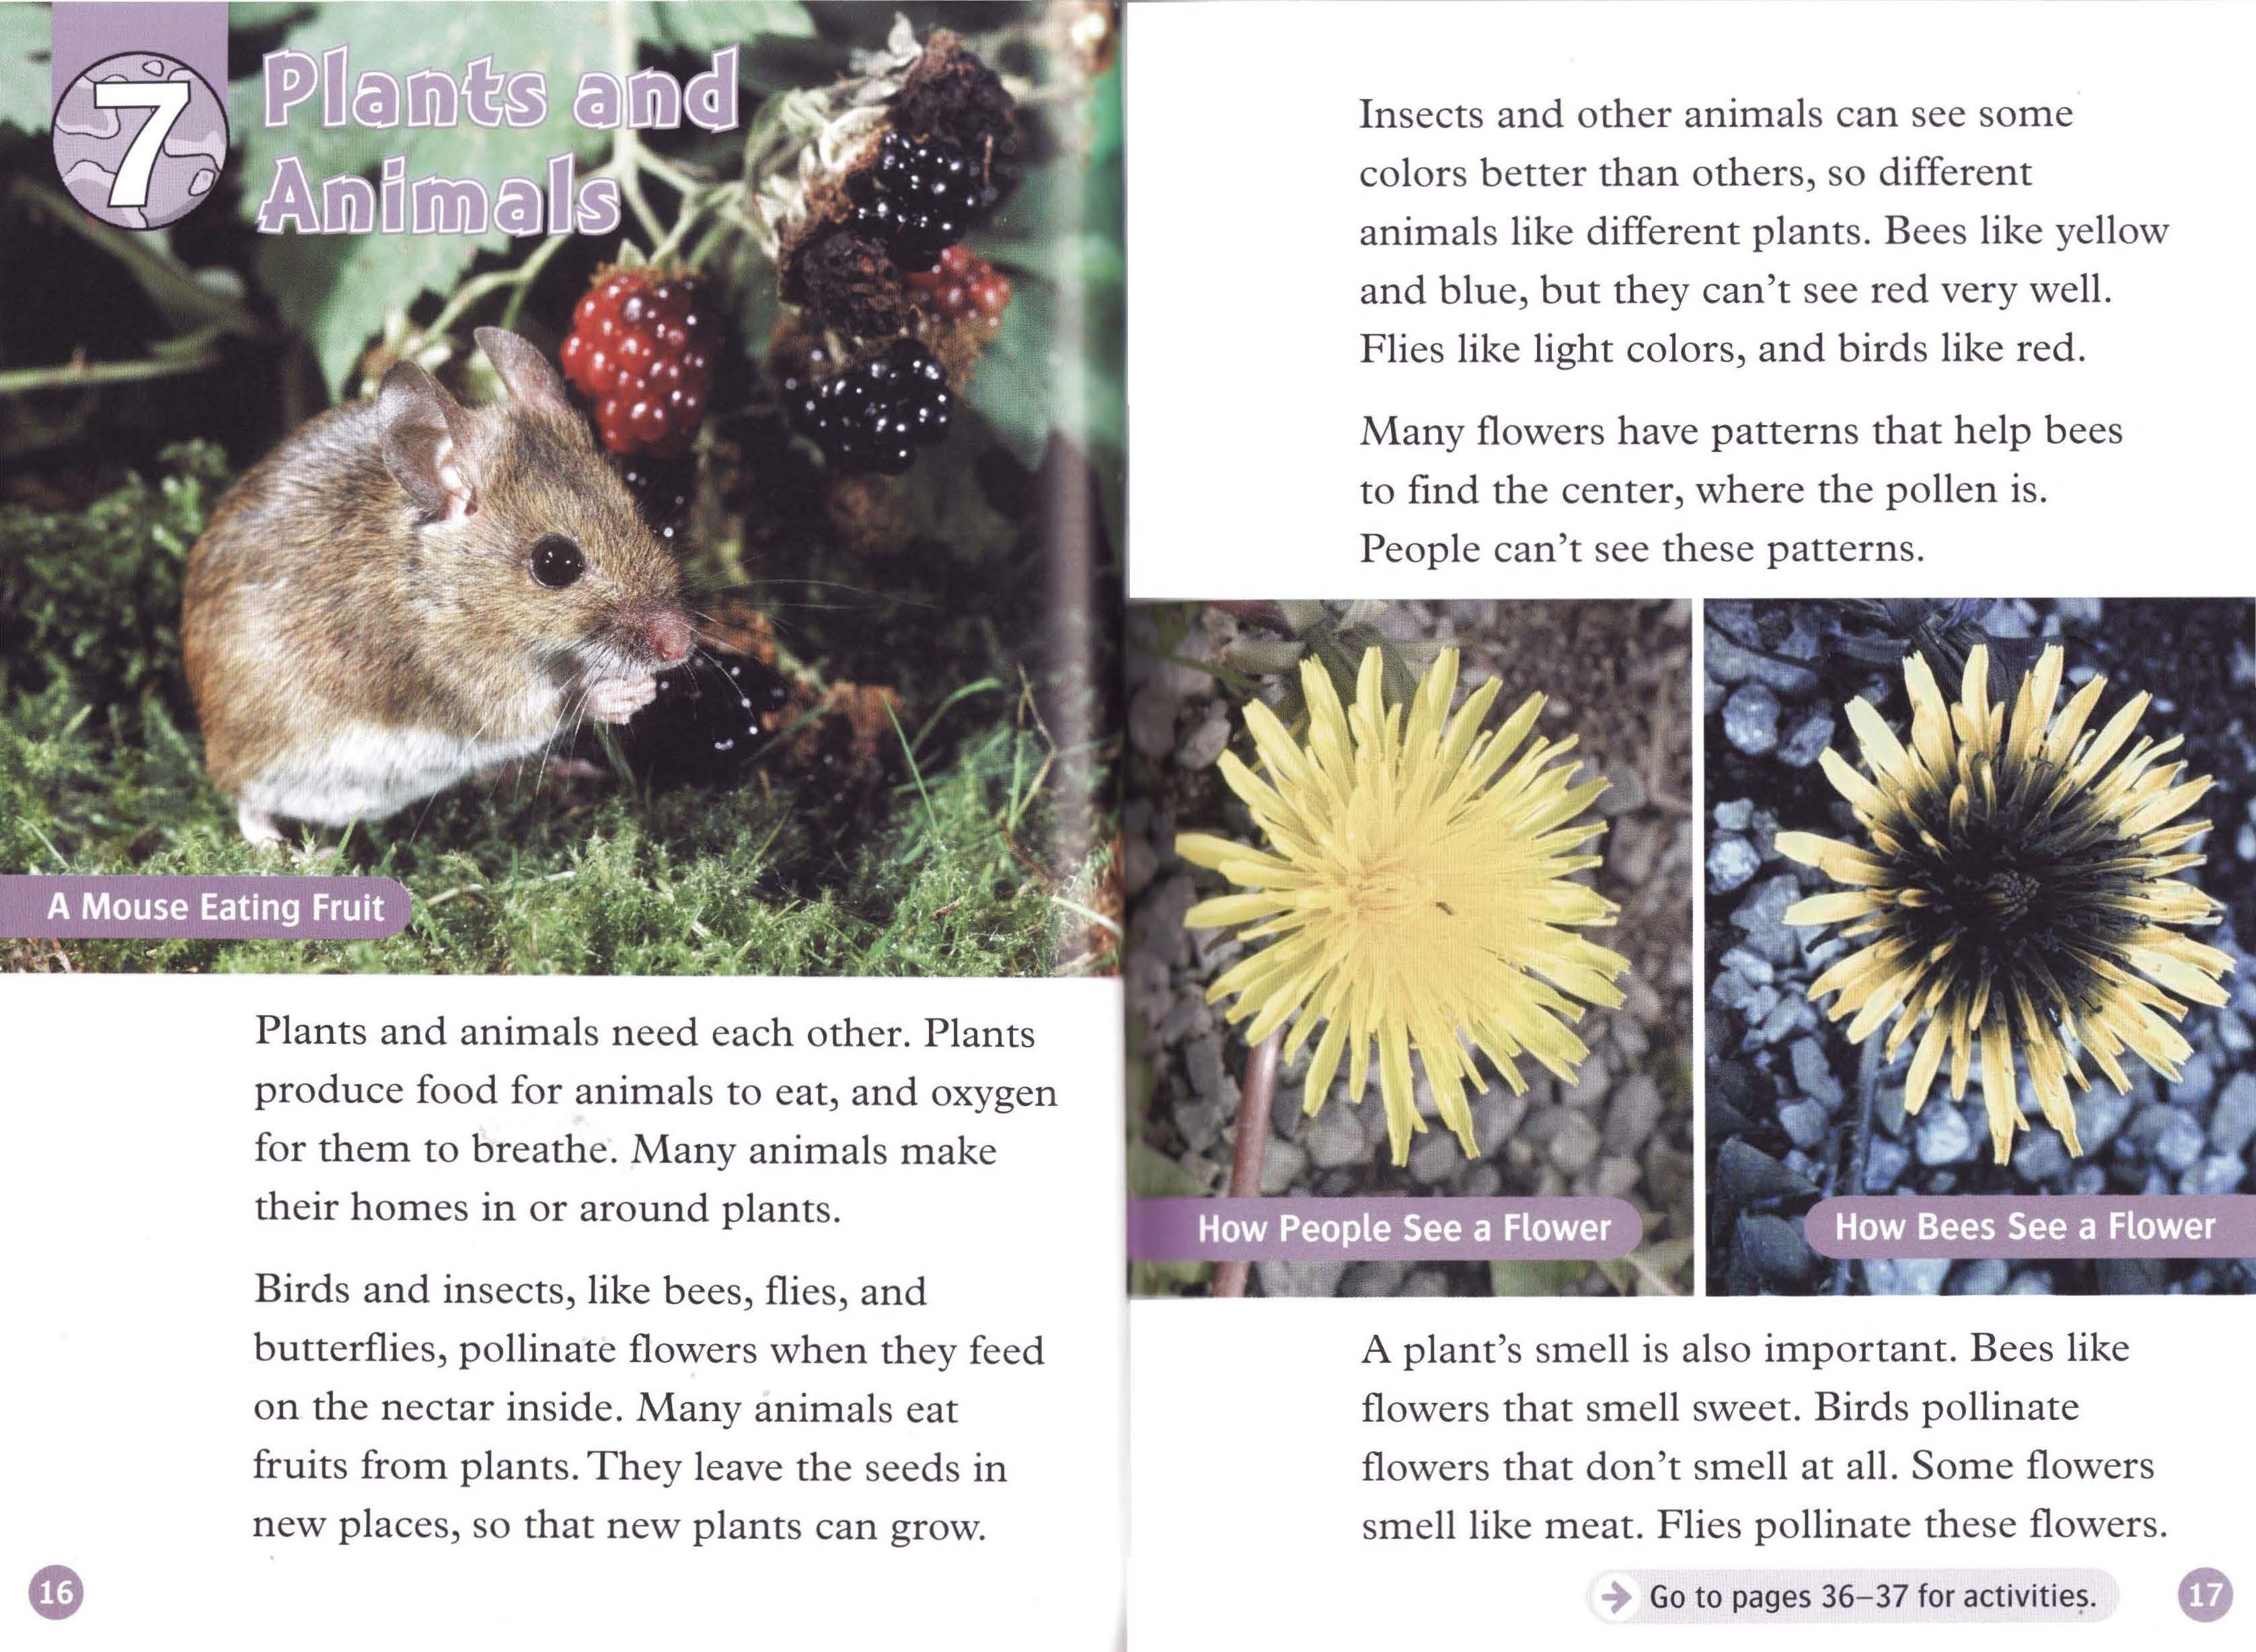 7
Plants and
Animals
A Mouse Eating Fruit
Plants and animals need each other. Plants
produce food for animals to eat, and oxygen
for them to breathe. Many animals make
their homes in or around plants.
Birds and insects, like bees, flies, and
butterflies, pollinate flowers when they feed
on the nectar inside. Many animals eat
fruits from plants. They leave the seeds in
new places, so that new plants can grow.
16
Insects and other animals can see some
colors better than others, so different
animals like different plants. Bees like yellow
and blue, but they can't see red very well.
Flies like light colors, and birds like red.
Many flowers have patterns that help bees
to find the center, where the pollen is.
People can't see these patterns.
How People See a Flower
How Bees See a Flower
A plant's smell is also important. Bees like
flowers that smell sweet. Birds pollinate
flowers that don't smell at all. Some flowers
smell like meat. Flies pollinate these flowers.
Go to pages 36–37 for activities.
17